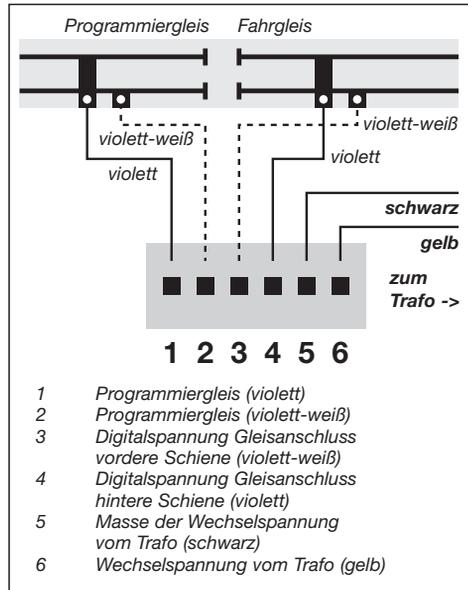 Programmiergleis Fahrgleis
violett-weiß violett-weiß
violett violett
schwarz
gelb
zum
Trafo ->
1 2 3 4 5 6
1 Programmiergleis (violett)
2 Programmiergleis (violett-weiß)
3 Digitalspannung Gleisanschluss
vordere Schiene (violett-weiß)
4 Digitalspannung Gleisanschluss
hintere Schiene (violett)
5 Masse der Wechselspannung
vom Trafo (schwarz)
6 Wechselspannung vom Trafo (gelb)